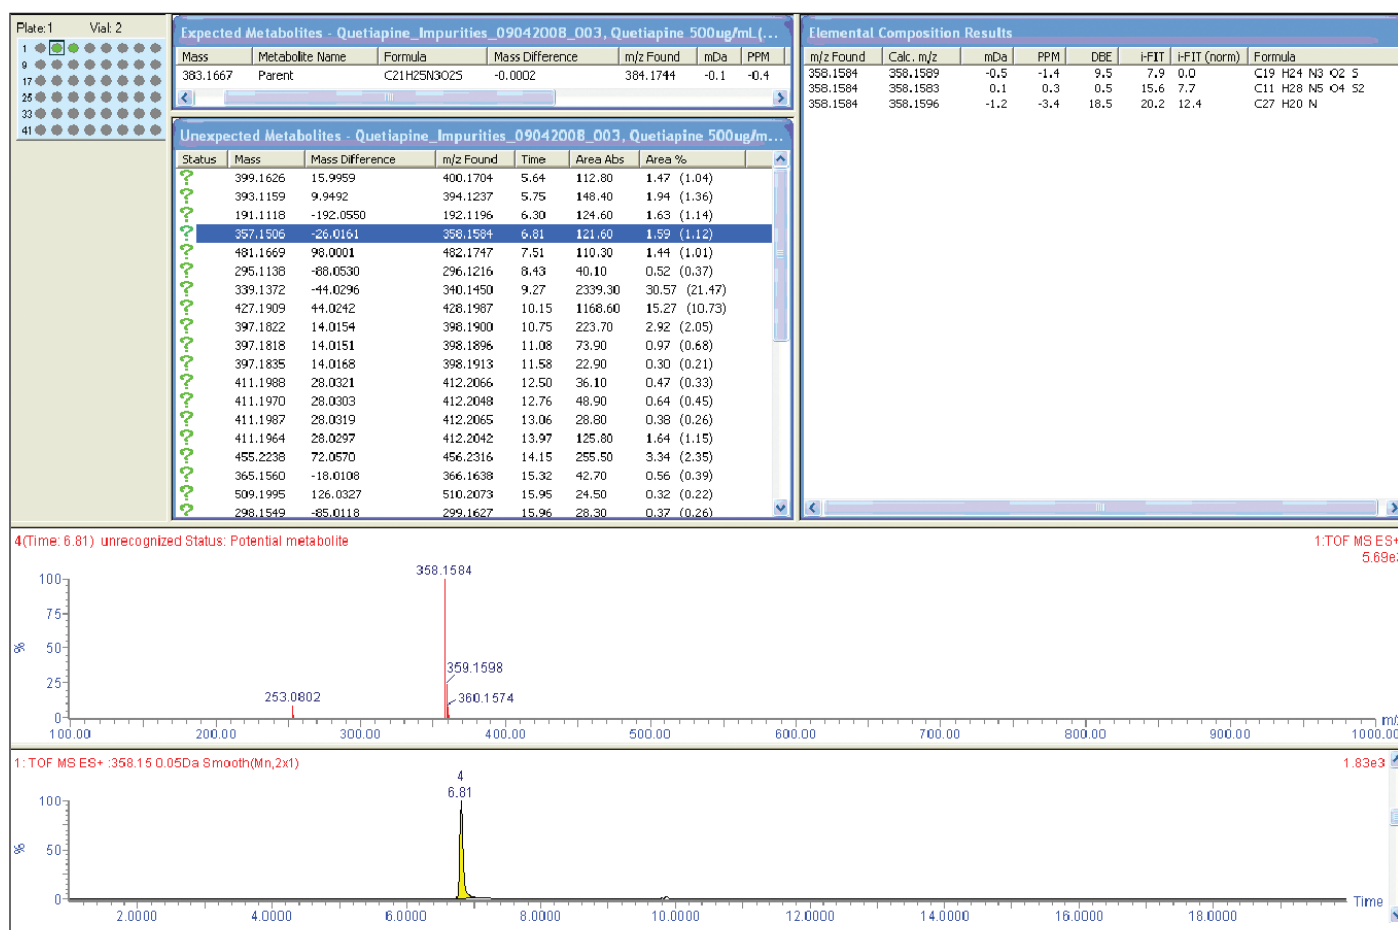 Plate: 1 Vial: 2
1
9
17
25
33
41
Expected Metabolites - Quetiapine_Impurities_09042008_003, Quetiapine 500ug/mL (...
Mass Metabolite Name Formula Mass Difference m/z Found mDa PPM
383.1667 Parent C21H25N3O2S -0.0002 384.1744 -0.1 -0.4
Unexpected Metabolites - Quetiapine_Impurities_09042008_003, Quetiapine 500ug/m...
Status Mass Mass Difference m/z Found Time Area Abs Area %
? 399.1626 15.9959 400.1704 5.64 112.80 1.47 (1.04)
? 393.1159 9.9492 394.1237 5.75 148.40 1.94 (1.36)
? 191.1118 -192.0550 192.1196 6.30 124.60 1.63 (1.14)
? 357.1506 -26.0161 358.1584 6.81 121.60 1.59 (1.12)
? 481.1669 98.0001 482.1747 7.51 110.30 1.44 (1.01)
? 295.1138 -88.0530 296.1216 8.43 40.10 0.52 (0.37)
? 339.1372 -44.0296 340.1450 9.27 2339.30 30.57 (21.47)
? 427.1909 44.0242 428.1987 10.15 1168.60 15.27 (10.73)
? 397.1822 14.0154 398.1900 10.75 223.70 2.92 (2.05)
? 397.1818 14.0151 398.1896 11.08 73.90 0.97 (0.68)
? 397.1835 14.0168 398.1913 11.58 22.90 0.30 (0.21)
? 411.1988 28.0321 412.2066 12.50 36.10 0.47 (0.33)
? 411.1970 28.0303 412.2048 12.76 48.90 0.64 (0.45)
? 411.1987 28.0319 412.2065 13.06 28.80 0.38 (0.26)
? 411.1964 28.0297 412.2042 13.97 125.80 1.64 (1.15)
? 455.2238 72.0570 456.2316 14.15 255.50 3.34 (2.35)
? 365.1560 -18.0108 366.1638 15.32 42.70 0.56 (0.39)
? 509.1995 126.0327 510.2073 15.95 24.50 0.32 (0.22)
? 298.1549 -85.0118 299.1627 15.96 28.30 0.37 (0.26)
Elemental Composition Results
m/z Found Calc. m/z mDa PPM DBE i-FIT i-FIT (norm) Formula
358.1584 358.1589 -0.5 -1.4 9.5 7.9 0.0 C19 H24 N3 O2 S
358.1584 358.1583 0.1 0.3 0.5 15.6 7.7 C11 H28 N5 O4 S2
358.1584 358.1596 -1.2 -3.4 18.5 20.2 12.4 C27 H20 N
4(Time: 6.81) unrecognized Status: Potential metabolite
1:TOF MS ES+
5.69e3
100
75
50
25
0
%
358.1584
359.1598
360.1574
253.0802
100.00 200.00 300.00 400.00 500.00 600.00 700.00 800.00 900.00 1000.00
m/z
1: TOF MS ES+ :358.15 0.05Da Smooth(Mn,2x1)
1.83e3
4
6.81
100
50
0
%
2.0000 4.0000 6.0000 8.0000 10.0000 12.0000 14.0000 16.0000 18.0000
Time